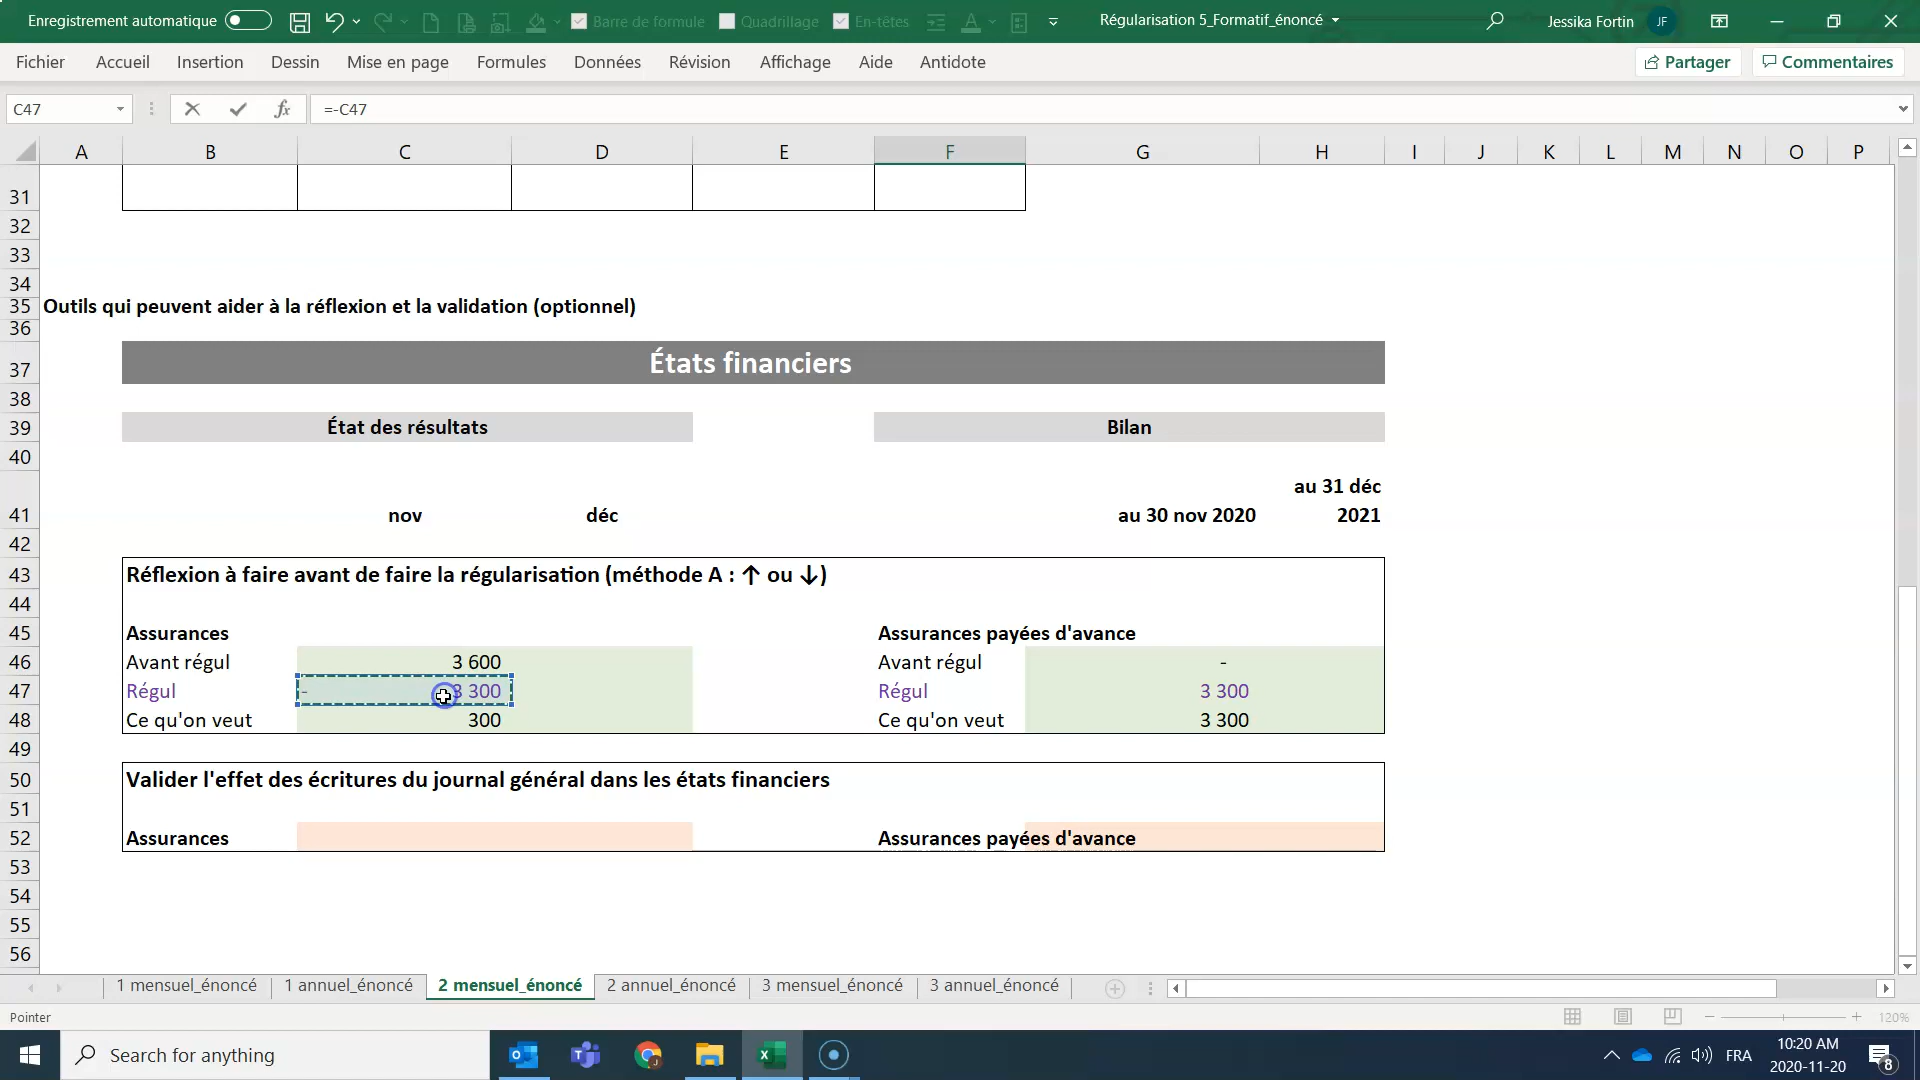 Enregistrement automatique
Barre de formule
Quadrillage
En-têtes
Régularisation 5_Formatif_énoncé
Jessika Fortin
JF
Fichier Accueil Insertion Dessin Mise en page Formules Données Révision Affichage Aide Antidote
Partager
Commentaires
C47
fx
=-C47
A B C D E F G H I J K L M N O P
31
32
33
34
35 Outils qui peuvent aider à la réflexion et la validation (optionnel)
36
37 États financiers
38
39 État des résultats Bilan
40
au 31 déc
41 nov déc au 30 nov 2020 2021
42
43 Réflexion à faire avant de faire la régularisation (méthode A : ↑ ou ↓)
44
45 Assurances Assurances payées d'avance
46 Avant régul 3 600 Avant régul -
47 Régul - 3 300 Régul 3 300
48 Ce qu'on veut 300 Ce qu'on veut 3 300
49
50 Valider l'effet des écritures du journal général dans les états financiers
51
52 Assurances Assurances payées d'avance
53
54
55
56
1 mensuel_énoncé 1 annuel_énoncé 2 mensuel_énoncé 2 annuel_énoncé 3 mensuel_énoncé 3 annuel_énoncé
Pointer
120%
Search for anything
FRA
10:20 AM
2020-11-20
8